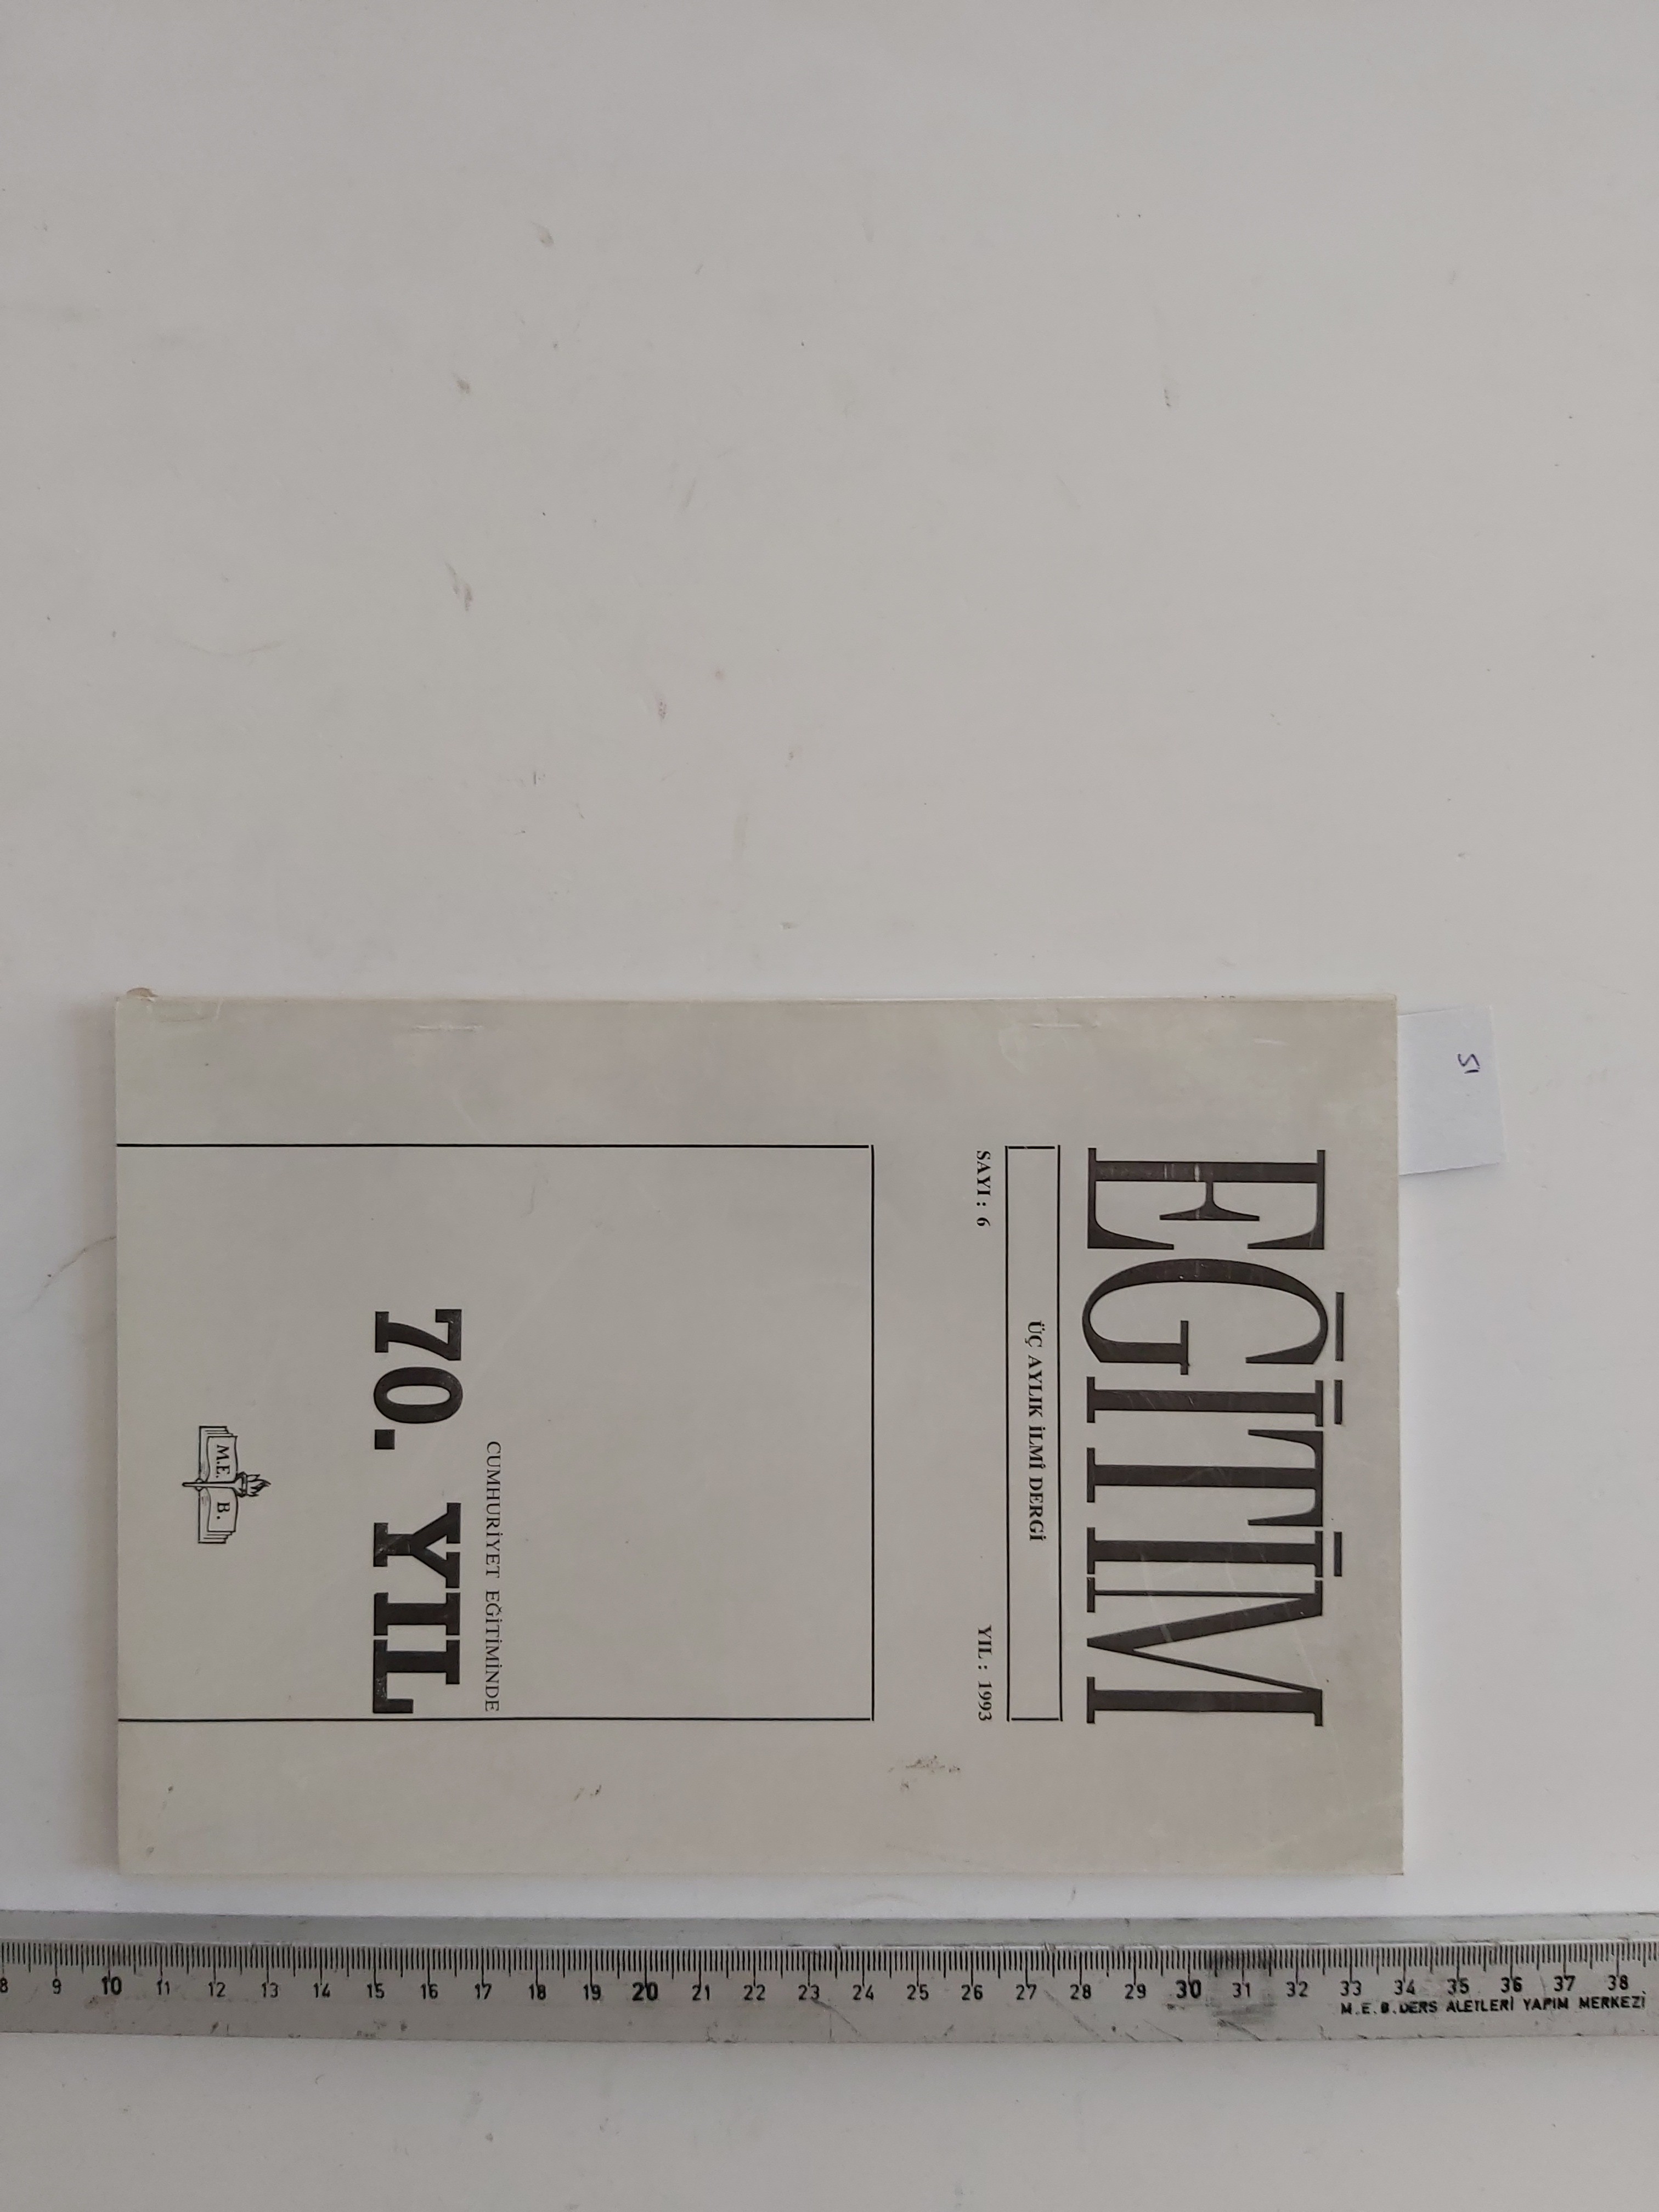 51
EĞİTİM
ÜÇ AYLIK İLMİ DERGİ
SAYI : 6 YIL : 1993
CUMHURİYET EĞİTİMİNDE
70. YIL
M.E. B.
8 9 10 11 12 13 14 15 16 17 18 19 20 21 22 23 24 25 26 27 28 29 30 31 32 33 34 35 36 37 38
M.E.B. DERS ALETLERİ YAPIM MERKEZİ